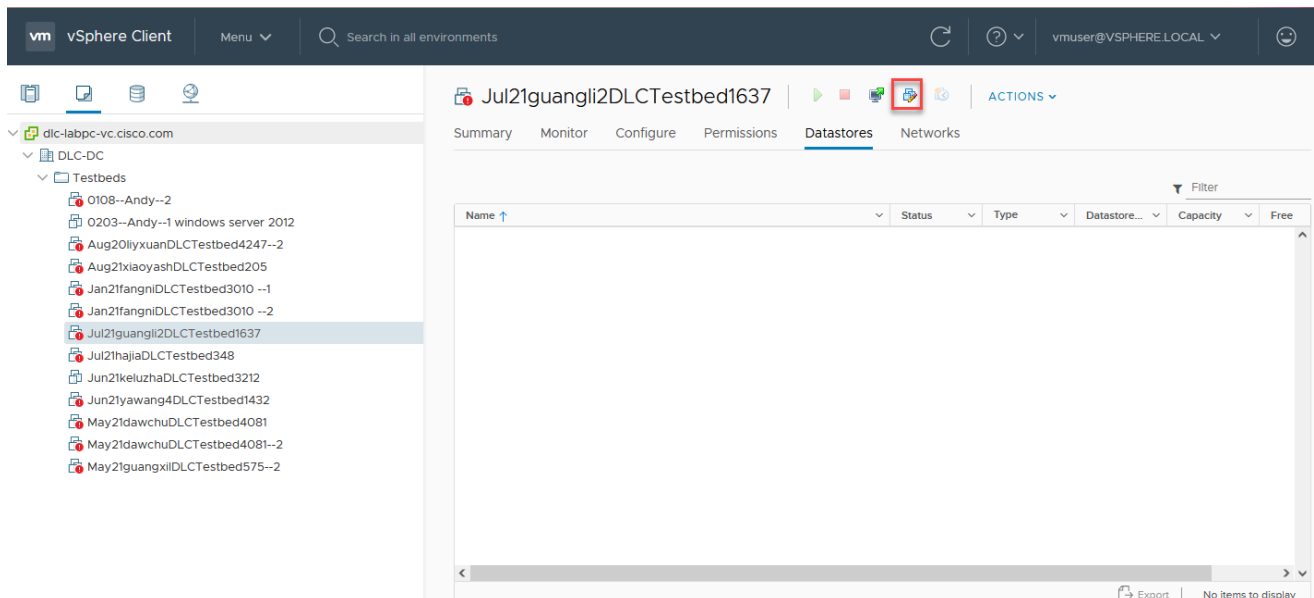 vm vSphere Client Menu Search in all environments vmuser@VSPHERE.LOCAL
Jul21guangli2DLCTestbed1637 ACTIONS
Summary Monitor Configure Permissions Datastores Networks
dlc-labpc-vc.cisco.com
DLC-DC
Testbeds
0108--Andy--2
0203--Andy--1 windows server 2012
Aug20liyxuanDLCTestbed4247--2
Aug21xiaoyashDLCTestbed205
Jan21fangniDLCTestbed3010 --1
Jan21fangniDLCTestbed3010 --2
Jul21guangli2DLCTestbed1637
Jul21hajiaDLCTestbed348
Jun21keluzhaDLCTestbed3212
Jun21yawang4DLCTestbed1432
May21dawchuDLCTestbed4081
May21dawchuDLCTestbed4081--2
May21guangxilDLCTestbed575--2
Filter
Name Status Type Datastore... Capacity Free
Export No items to display